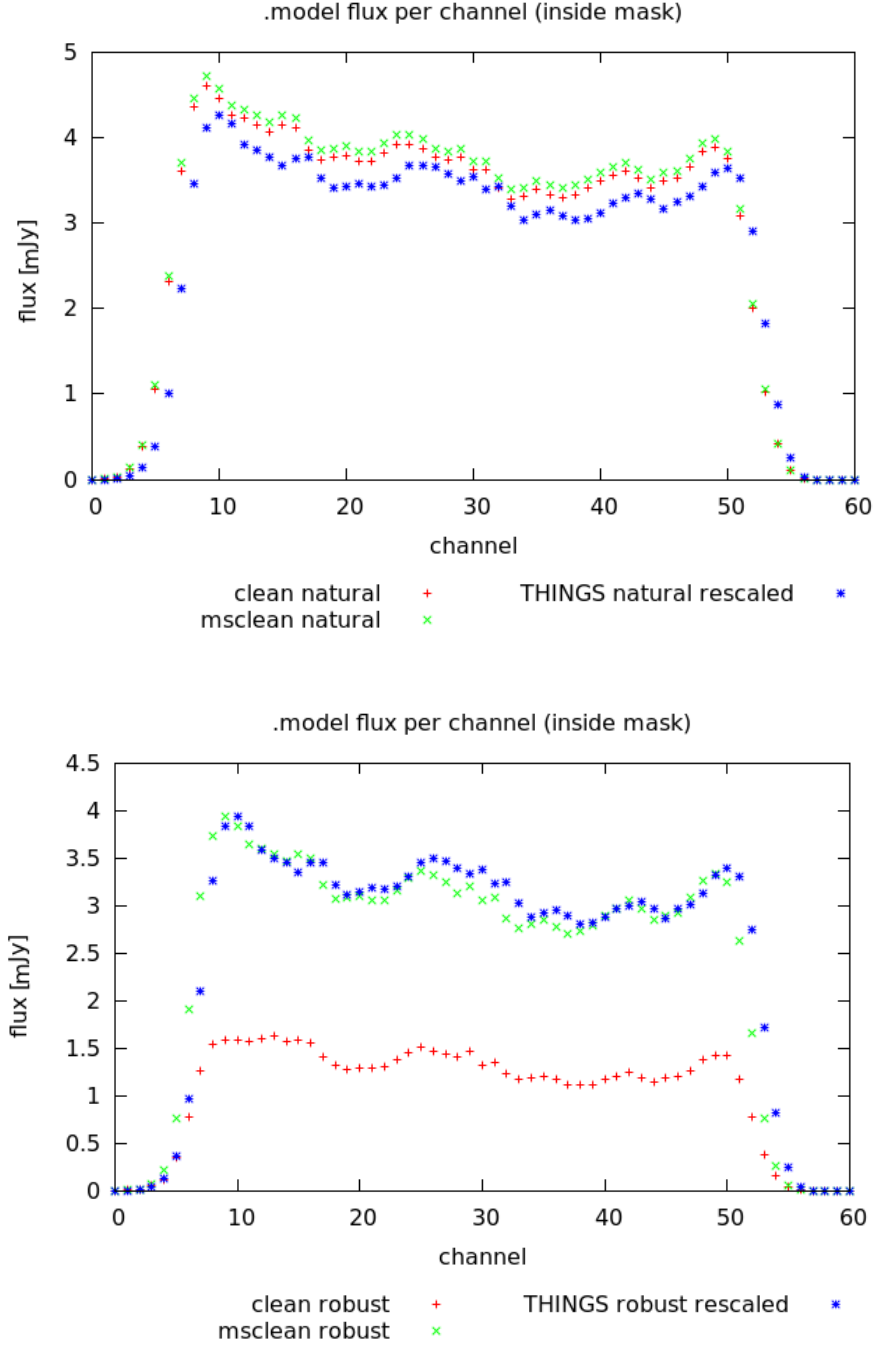 .model flux per channel (inside mask)
5
4
3
2
1
0
flux [mJy]
0 10 20 30 40 50 60
channel
clean natural
THINGS natural rescaled
msclean natural
.model flux per channel (inside mask)
4.5
4
3.5
3
2.5
2
1.5
1
0.5
0
flux [mJy]
0 10 20 30 40 50 60
channel
clean robust
THINGS robust rescaled
msclean robust